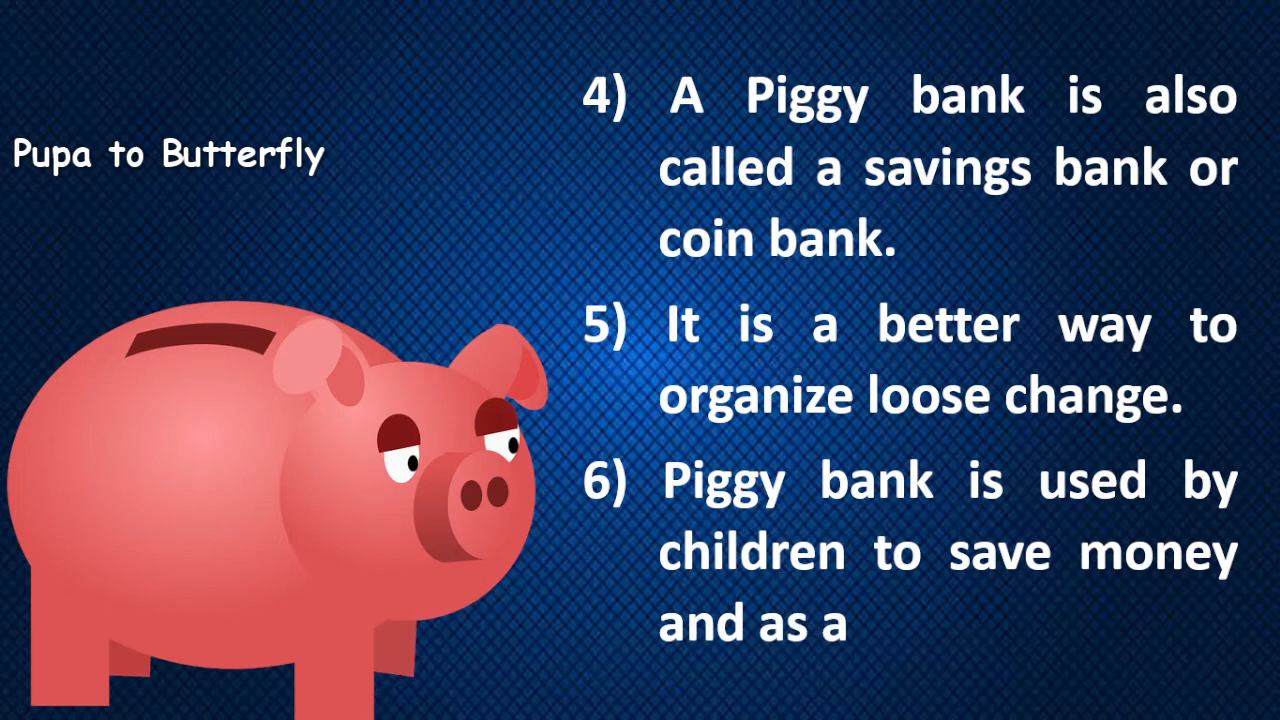 Pupa to Butterfly
4) A Piggy bank is also
called a savings bank or
coin bank.
5) It is a better way to
organize loose change.
6) Piggy bank is used by
children to save money
and as a